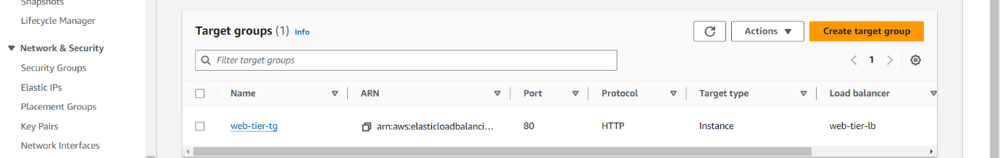 Snapshots
Lifecycle Manager
Network & Security
Security Groups
Elastic IPs
Placement Groups
Key Pairs
Network Interfaces
Target groups (1) Info
Actions
Create target group
Filter target groups
1
Name ARN Port Protocol Target type Load balancer
web-tier-tg arn:aws:elasticloadbalanci... 80 HTTP Instance web-tier-lb